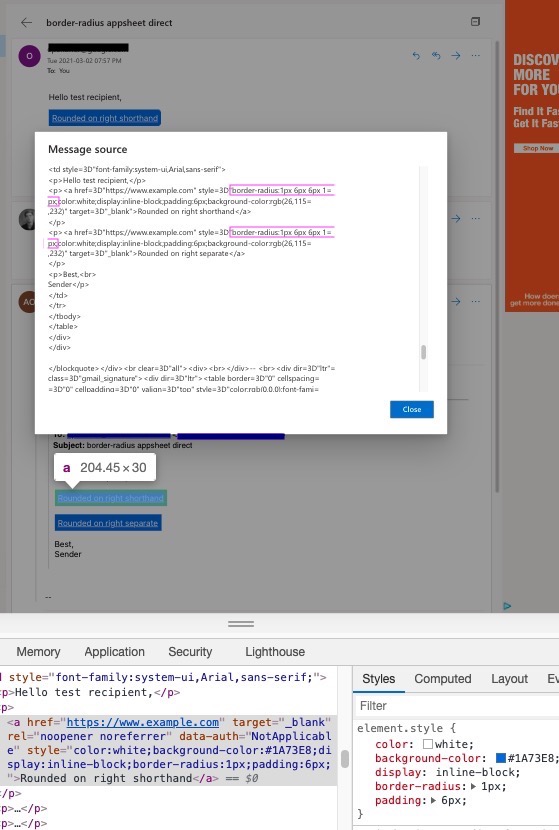 border-radius appsheet direct
O
Tue 2021-03-02 07:57 PM
To: You
Hello test recipient,
Rounded on right shorthand
DISCOV
MORE
FOR YO
Find It Fas
Get It Fas
Shop Now
How doer
get more done
Message source
<td style=3D"font-family:system-ui,Arial,sans-serif">
<p>Hello test recipient,</p>
<p><a href=3D"https://www.example.com" style=3D"border-radius:1px 6px 6px 1=
px;color:white;display:inline-block;padding:6px;background-color:rgb(26,115=
,232)" target=3D"_blank">Rounded on right shorthand</a>
</p>
<p><a href=3D"https://www.example.com" style=3D"border-radius:1px 6px 6px 1=
px;color:white;display:inline-block;padding:6px;background-color:rgb(26,115=
,232)" target=3D"_blank">Rounded on right separate</a>
</p>
<p>Best,<br>
Sender</p>
</td>
</tr>
</tbody>
</table>
</div>
</div>
</blockquote></div><br clear=3D"all"><div><br></div>-- <br><div dir=3D"ltr"=
class=3D"gmail_signature"><div dir=3D"ltr"><table border=3D"0" cellspacing=
=3D"0" cellpadding=3D"0" valign=3D"top" style=3D"color:rgb(0,0,0);font-fami=
Close
AO
To:
Subject: border-radius appsheet direct
a 204.45 × 30
Rounded on right shorthand
Rounded on right separate
Best,
Sender
--
Memory Application Security Lighthouse
style="font-family:system-ui,Arial,sans-serif;">
p>Hello test recipient,</p>
p>
<a href="https://www.example.com" target="_blank"
rel="noopener noreferrer" data-auth="NotApplicabl
e" style="color:white;background-color:#1A73E8;di
splay:inline-block;border-radius:1px;padding:6px;
">Rounded on right shorthand</a> == $0
/p>
p>…</p>
p>…</p>
Styles Computed Layout Ev
Filter
element.style {
color: white;
background-color: #1A73E8;
display: inline-block;
border-radius: 1px;
padding: 6px;
}